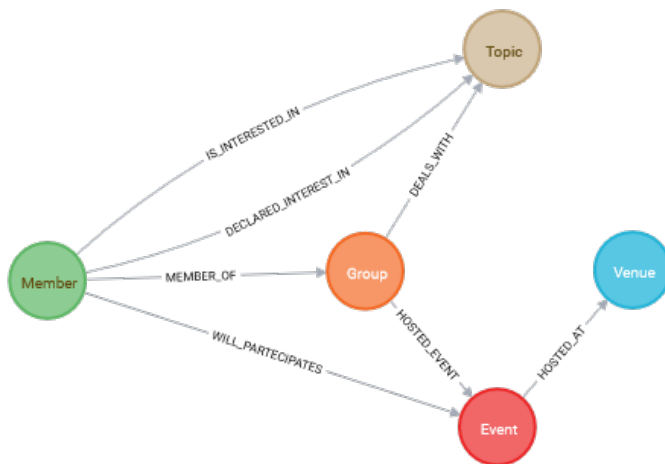 Topic
IS_INTERESTED_IN
DECLARED_INTEREST_IN
DEALS_WITH
Member
MEMBER_OF
Group
Venue
WILL_PARTECIPATES
HOSTED_EVENT
HOSTED_AT
Event